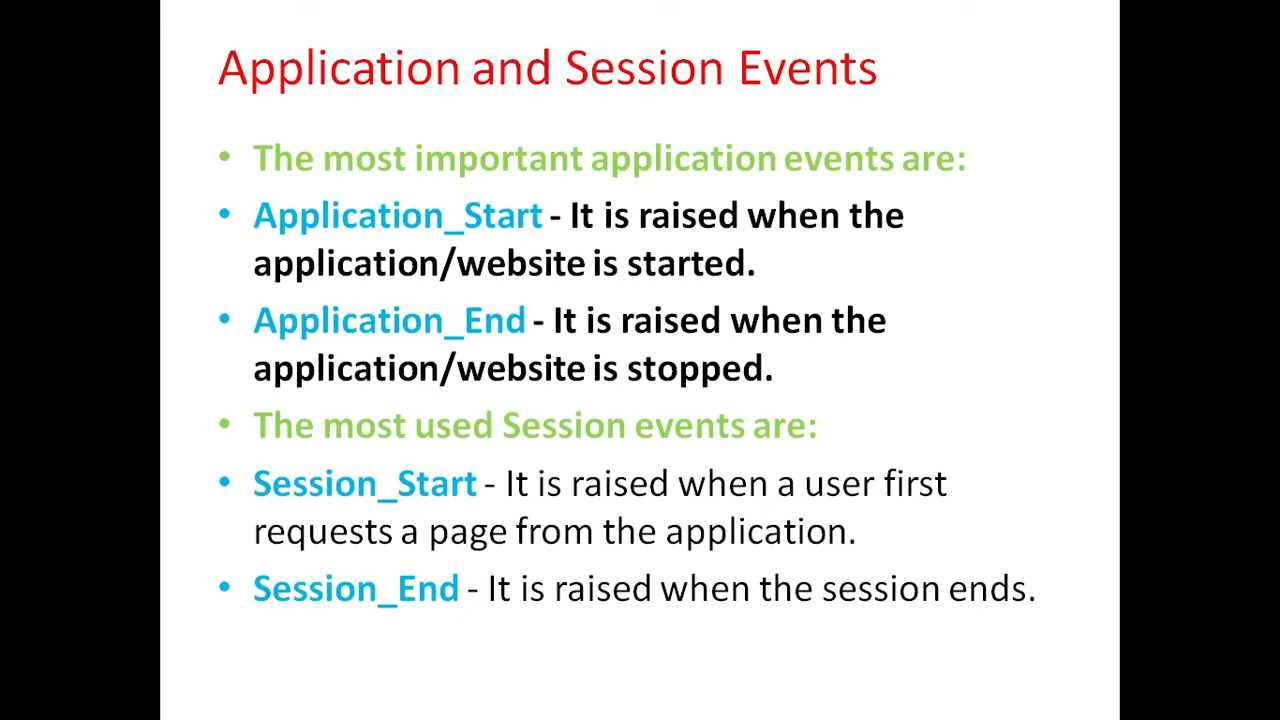 Application and Session Events
• The most important application events are:
• Application_Start - It is raised when the
application/website is started.
• Application_End - It is raised when the
application/website is stopped.
• The most used Session events are:
• Session_Start - It is raised when a user first
requests a page from the application.
• Session_End - It is raised when the session ends.